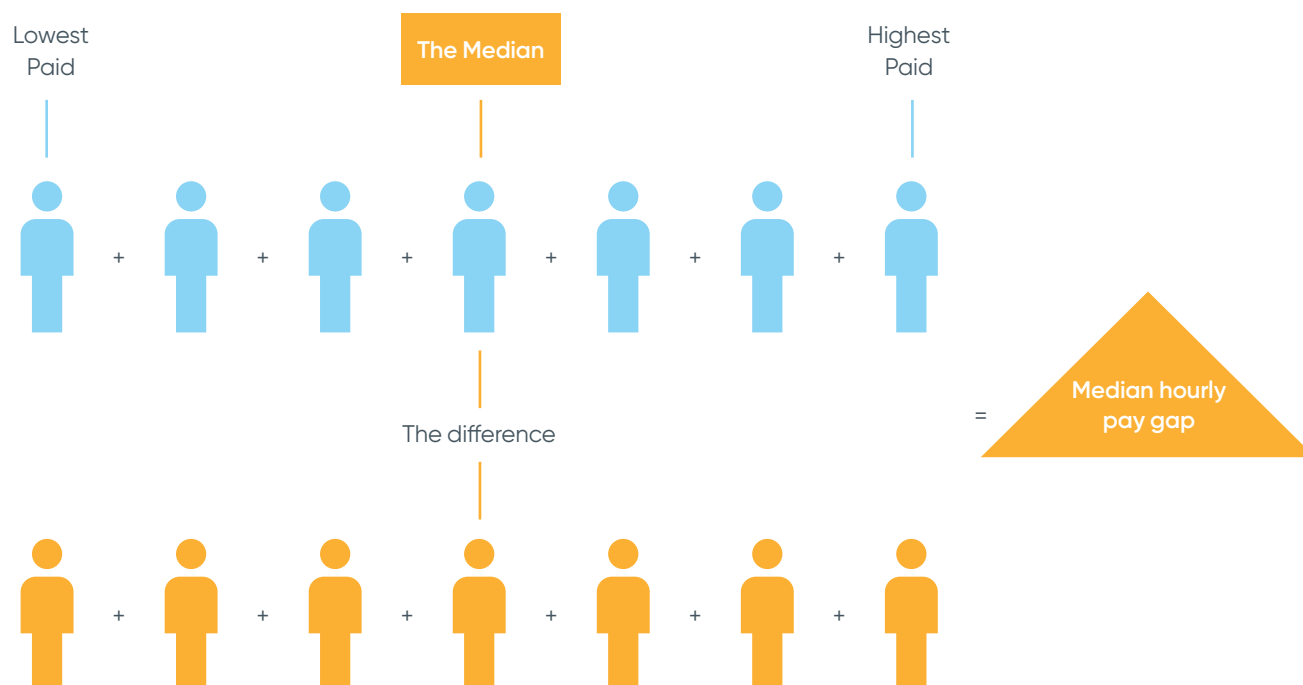 Lowest
Paid
The Median
Highest
Paid
+ + + + + +
The difference
=
Median hourly
pay gap
+ + + + + +